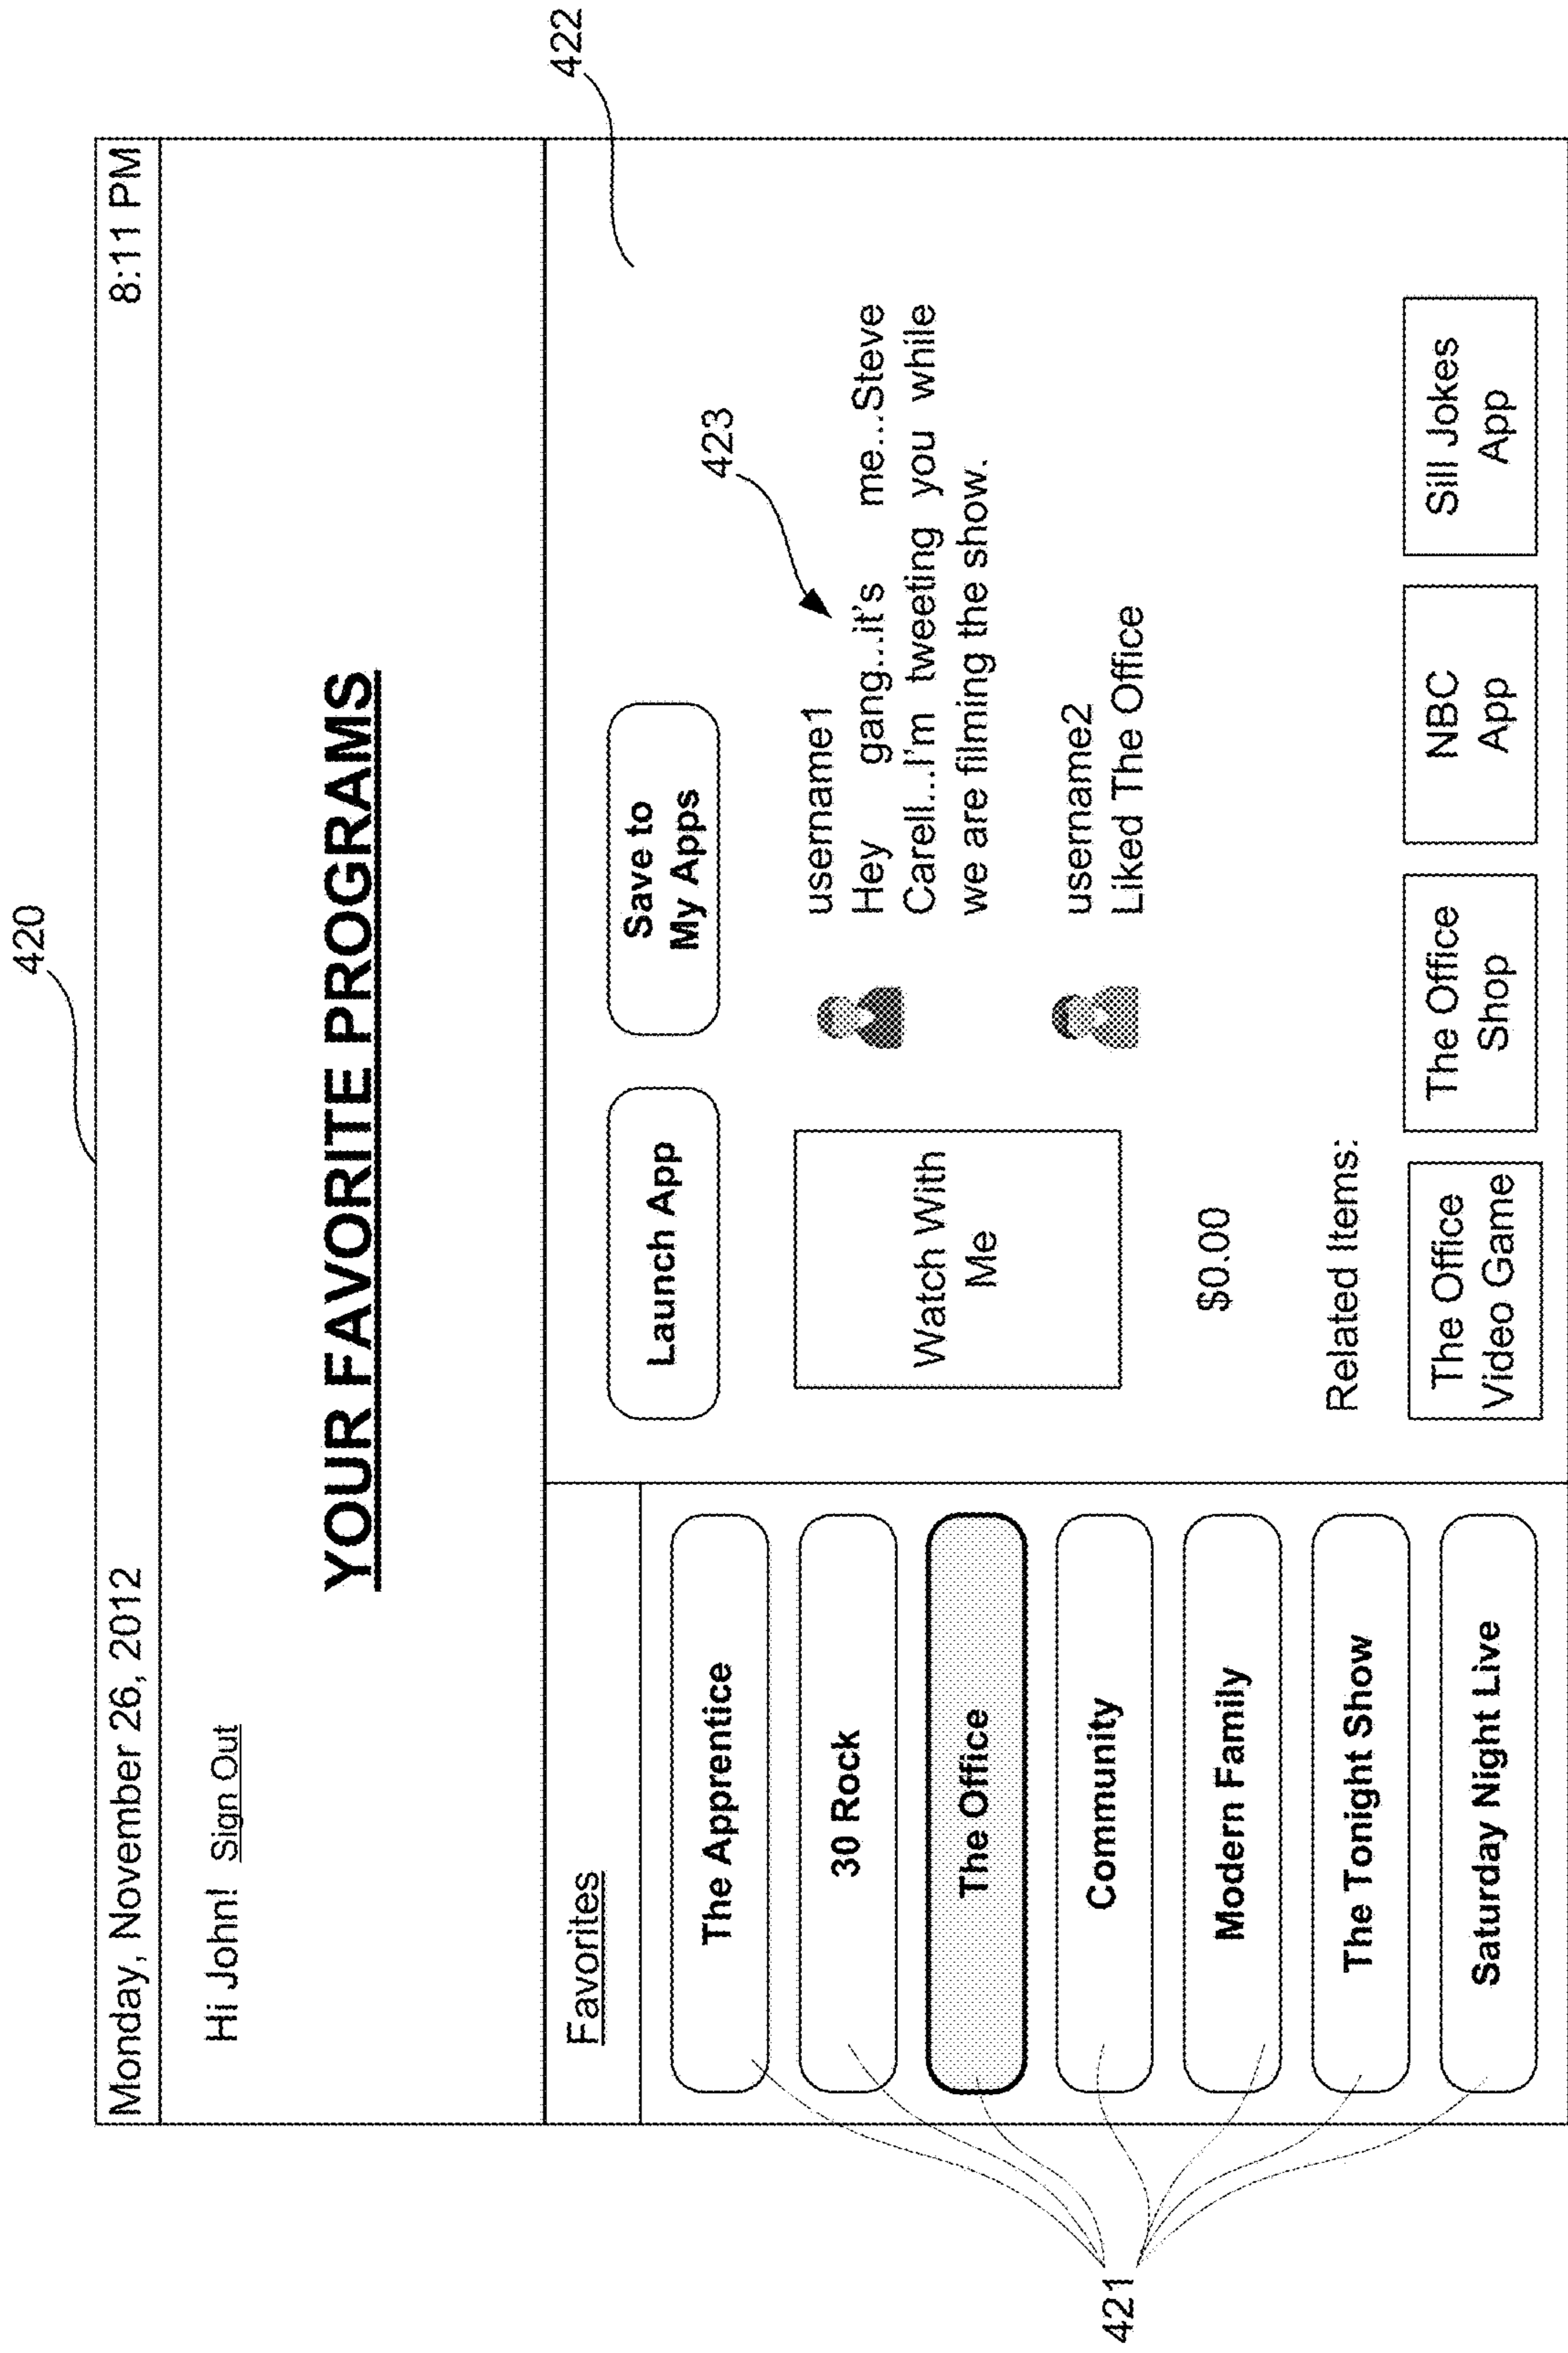 420
Monday, November 26, 2012
8:11 PM
Hi John! Sign Out
YOUR FAVORITE PROGRAMS
422
Favorites
The Apprentice
30 Rock
The Office
Community
Modern Family
The Tonight Show
Saturday Night Live
421
Launch App
Save to
My Apps
423
Watch With
Me
$0.00
username1
Hey gang...it's me...Steve
Carell...I'm tweeting you while
we are filming the show.
username2
Liked The Office
Related Items:
The Office
Video Game
The Office
Shop
NBC
App
Sill Jokes
App